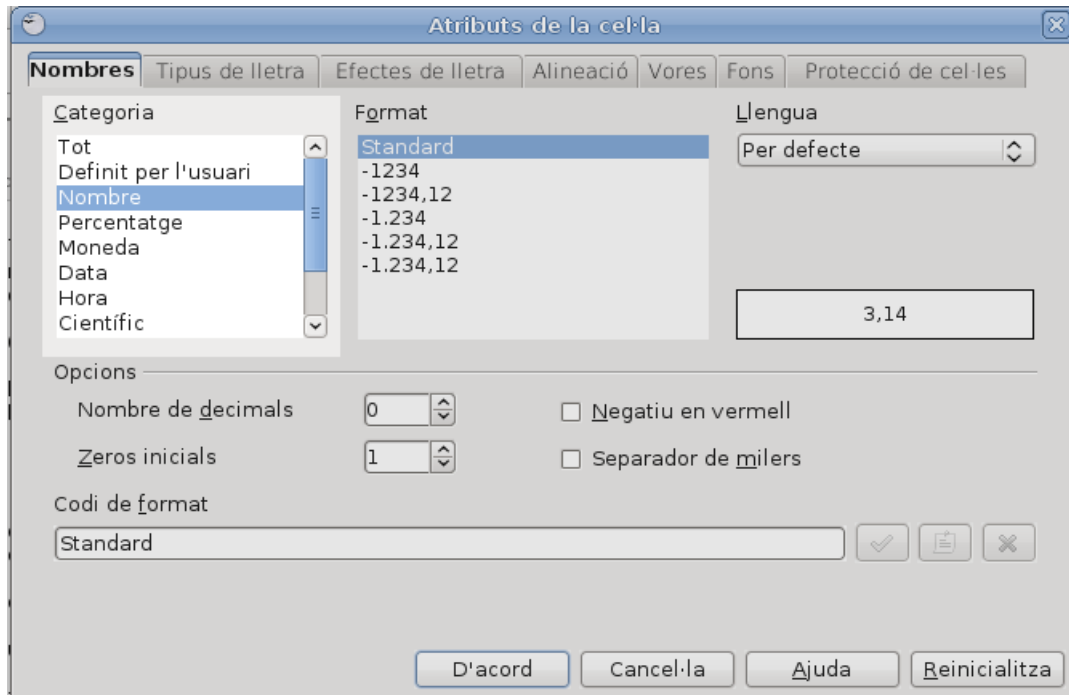 Atributs de la cel·la
Nombres Tipus de lletra Efectes de lletra Alineació Vores Fons Protecció de cel·les
Categoria
Tot
Definit per l'usuari
Nombre
Percentatge
Moneda
Data
Hora
Científic
Format
Standard
-1234
-1234,12
-1.234
-1.234,12
-1.234,12
Llengua
Per defecte
3,14
Opcions
Nombre de decimals 0
Negatiu en vermell
Zeros inicials 1
Separador de milers
Codi de format
Standard
D'acord Cancel·la Ajuda Reinicialitza